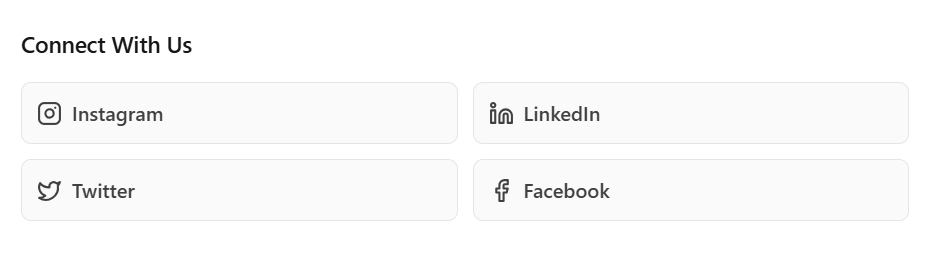 Connect With Us
Instagram
LinkedIn
Twitter
Facebook